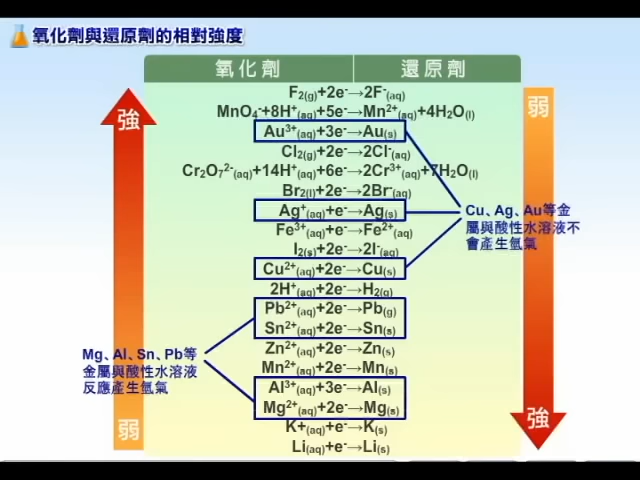 氧化劑與還原劑的相對強度
氧化劑 還原劑
強
弱
F₂(g)+2e⁻→2F⁻(aq)
MnO₄⁻+8H⁺(aq)+5e⁻→Mn²⁺(aq)+4H₂O(l)
Au³⁺(aq)+3e⁻→Au(s)
Cl₂(g)+2e⁻→2Cl⁻(aq)
Cr₂O₇²⁻(aq)+14H⁺(aq)+6e⁻→2Cr³⁺(aq)+7H₂O(l)
Br₂(l)+2e⁻→2Br⁻(aq)
Ag⁺(aq)+e⁻→Ag(s)
Fe³⁺(aq)+e⁻→Fe²⁺(aq)
I₂(s)+2e⁻→2I⁻(aq)
Cu²⁺(aq)+2e⁻→Cu(s)
2H⁺(aq)+2e⁻→H₂(g)
Pb²⁺(aq)+2e⁻→Pb(g)
Sn²⁺(aq)+2e⁻→Sn(s)
Zn²⁺(aq)+2e⁻→Zn(s)
Mn²⁺(aq)+2e⁻→Mn(s)
Al³⁺(aq)+3e⁻→Al(s)
Mg²⁺(aq)+2e⁻→Mg(s)
K+(aq)+e⁻→K(s)
Li(aq)+e⁻→Li(s)
Cu、Ag、Au等金
屬與酸性水溶液不
會產生氫氣
Mg、Al、Sn、Pb等
金屬與酸性水溶液
反應產生氫氣
弱
強